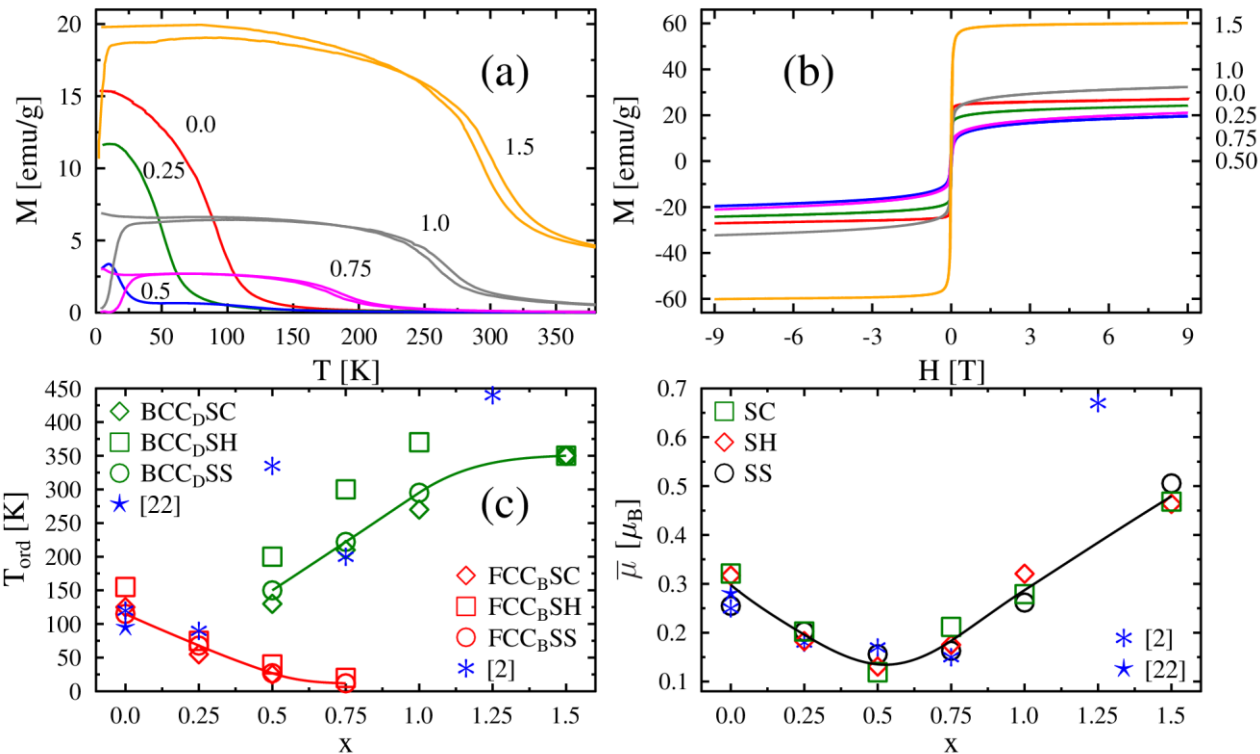 20
15
10
5
0
M [emu/g]
(a)
0.0
0.25
0.5
0.75
1.0
1.5
0 50 100 150 200 250 300 350
T [K]
60
40
20
0
-20
-40
-60
M [emu/g]
(b)
1.5
1.0
0.0
0.25
0.75
0.50
-9 -6 -3 0 3 6 9
H [T]
450
400
350
300
250
200
150
100
50
0
T_ord [K]
BCC_DSC
BCC_DSH
BCC_DSS
[22]
(c)
FCC_BSC
FCC_BSH
FCC_BSS
[2]
0.0 0.25 0.5 0.75 1.0 1.25 1.5
x
0.7
0.6
0.5
0.4
0.3
0.2
0.1
μ̅ [μ_B]
SC
SH
SS
[2]
[22]
0.0 0.25 0.5 0.75 1.0 1.25 1.5
x